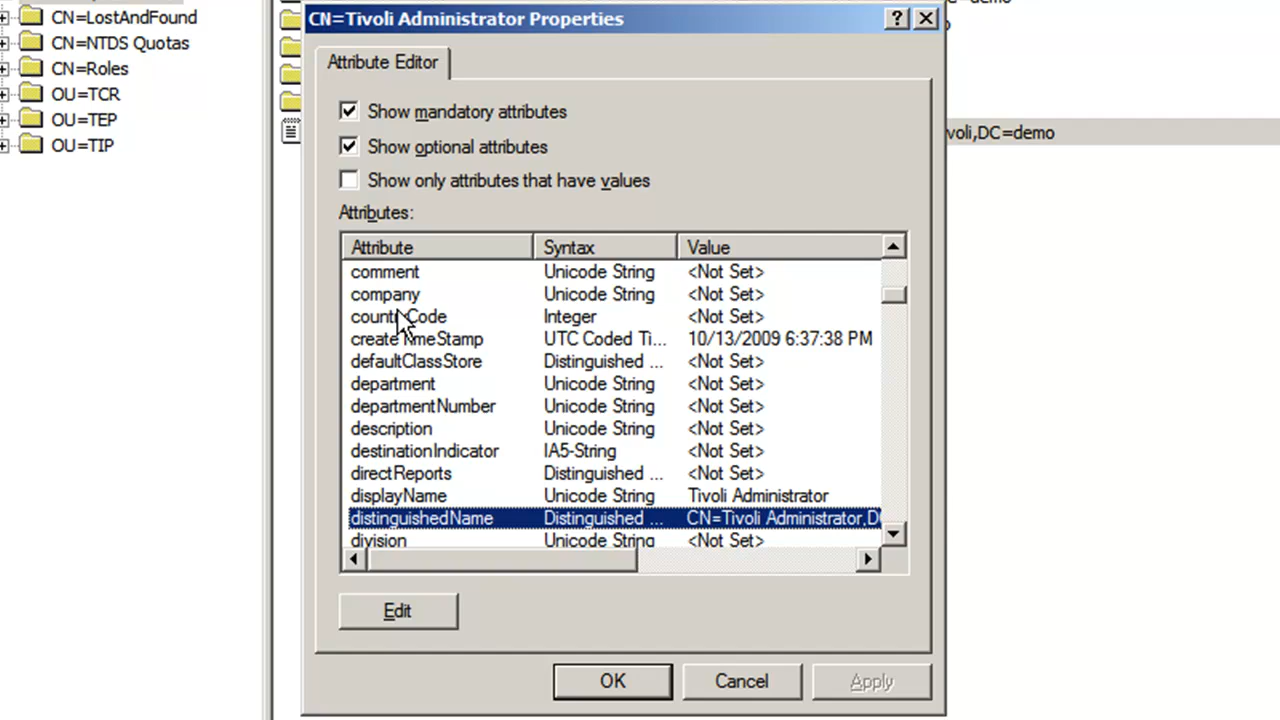 CN=LostAndFound
CN=NTDS Quotas
CN=Roles
OU=TCR
OU=TEP
OU=TIP
CN=Tivoli Administrator Properties
Attribute Editor
Show mandatory attributes
Show optional attributes
Show only attributes that have values
Attributes:
Attribute Syntax Value
comment Unicode String <Not Set>
company Unicode String <Not Set>
countryCode Integer <Not Set>
createTimeStamp UTC Coded Ti... 10/13/2009 6:37:38 PM
defaultClassStore Distinguished ... <Not Set>
department Unicode String <Not Set>
departmentNumber Unicode String <Not Set>
description Unicode String <Not Set>
destinationIndicator IA5-String <Not Set>
directReports Distinguished ... <Not Set>
displayName Unicode String Tivoli Administrator
distinguishedName Distinguished ... CN=Tivoli Administrator,D
division Unicode String <Not Set>
Edit
OK Cancel Apply
C=demo
voli,DC=demo